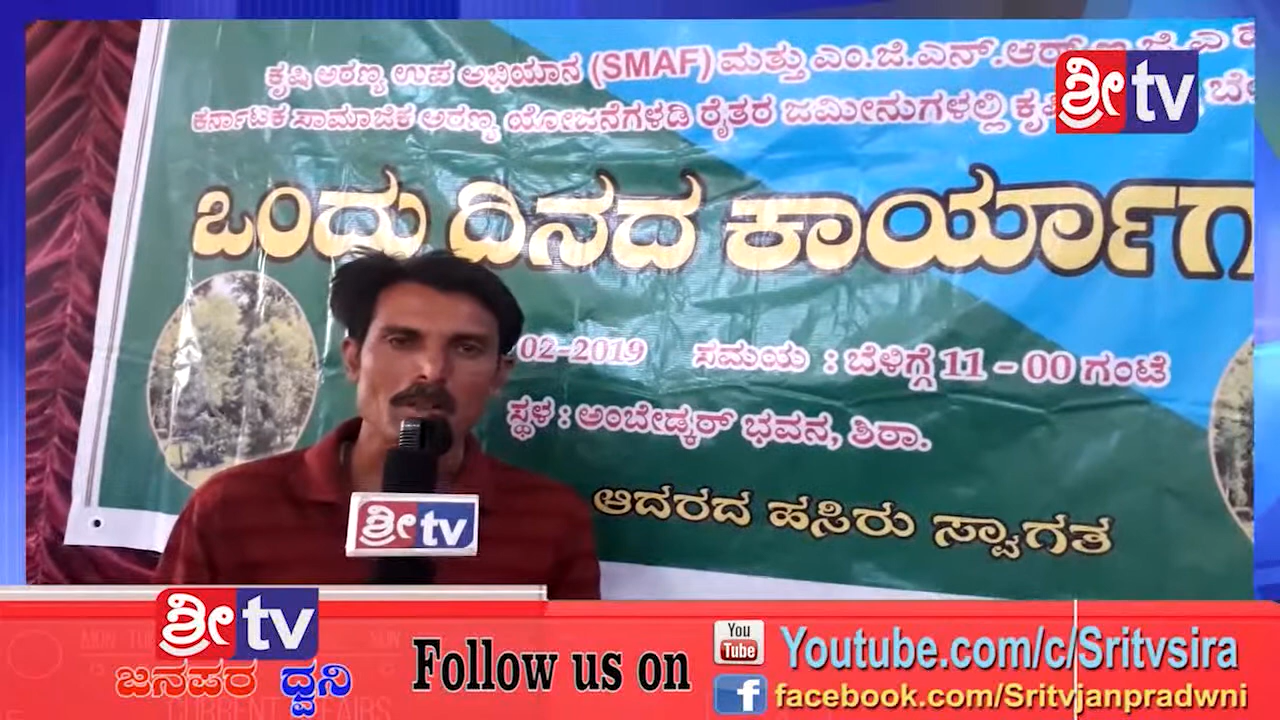 ಕೃಷಿ ಅರಣ್ಯ ಉಪ ಅಭಿಯಾನ (SMAF) ಮತ್ತು ಎಂ.ಜಿ.ಎನ್.ಆರ್
ಶ್ರೀ tv
ಕರ್ನಾಟಕ ಸಾಮಾಜಿಕ ಅರಣ್ಯ ಯೋಜನೆಗಳಡಿ ರೈತರ ಜಮೀನುಗಳಲ್ಲಿ ಕೃ
ಒಂದು ದಿನದ ಕಾರ್ಯಾಗ
02-2019 ಸಮಯ : ಬೆಳಿಗ್ಗೆ 11 - 00 ಗಂಟೆ
ಸ್ಥಳ : ಅಂಬೇಡ್ಕರ್ ಭವನ, ಶಿರಾ.
ಆದರದ ಹಸಿರು ಸ್ವಾಗತ
ಶ್ರೀ tv
ಶ್ರೀ tv
ಜನಪರ ಧ್ವನಿ
Follow us on
You Tube
Youtube.com/c/Sritvsira
f facebook.com/Sritvjanpradwni